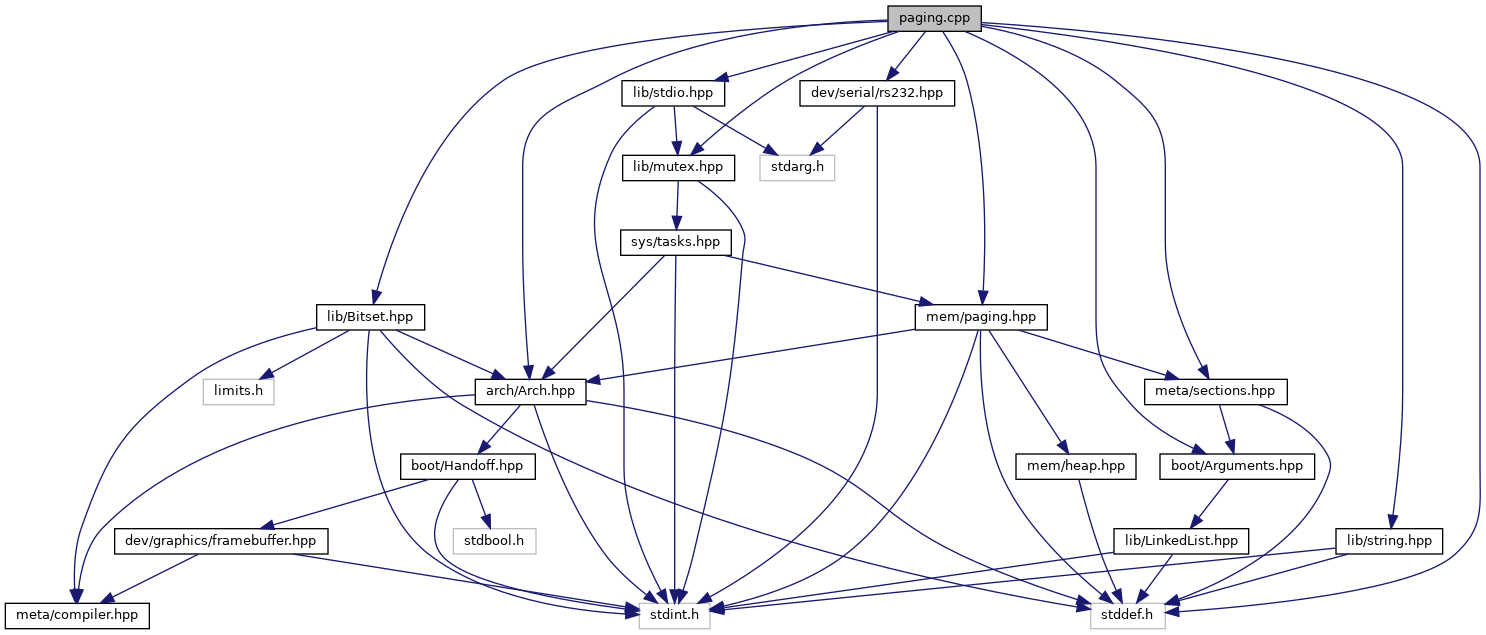 paging.cpp
lib/stdio.hpp
dev/serial/rs232.hpp
lib/mutex.hpp
stdarg.h
sys/tasks.hpp
lib/Bitset.hpp
mem/paging.hpp
limits.h
arch/Arch.hpp
meta/sections.hpp
boot/Handoff.hpp
mem/heap.hpp
boot/Arguments.hpp
dev/graphics/framebuffer.hpp
stdbool.h
lib/LinkedList.hpp
lib/string.hpp
meta/compiler.hpp
stdint.h
stddef.h